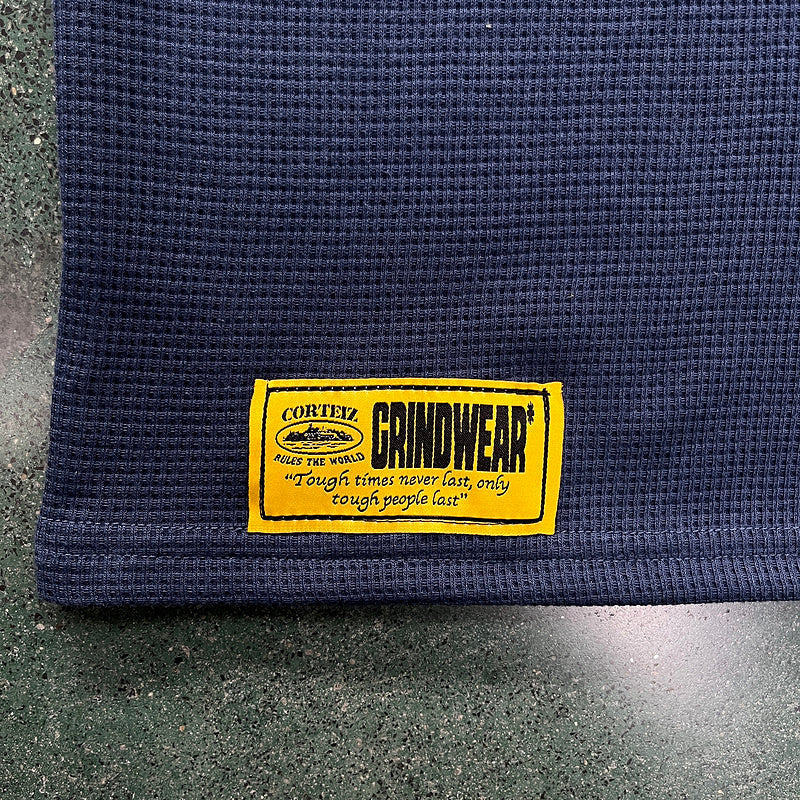 CORTEIZ
RULES THE WORLD
GRINDWEAR*
"Tough times never last, only
tough people last"